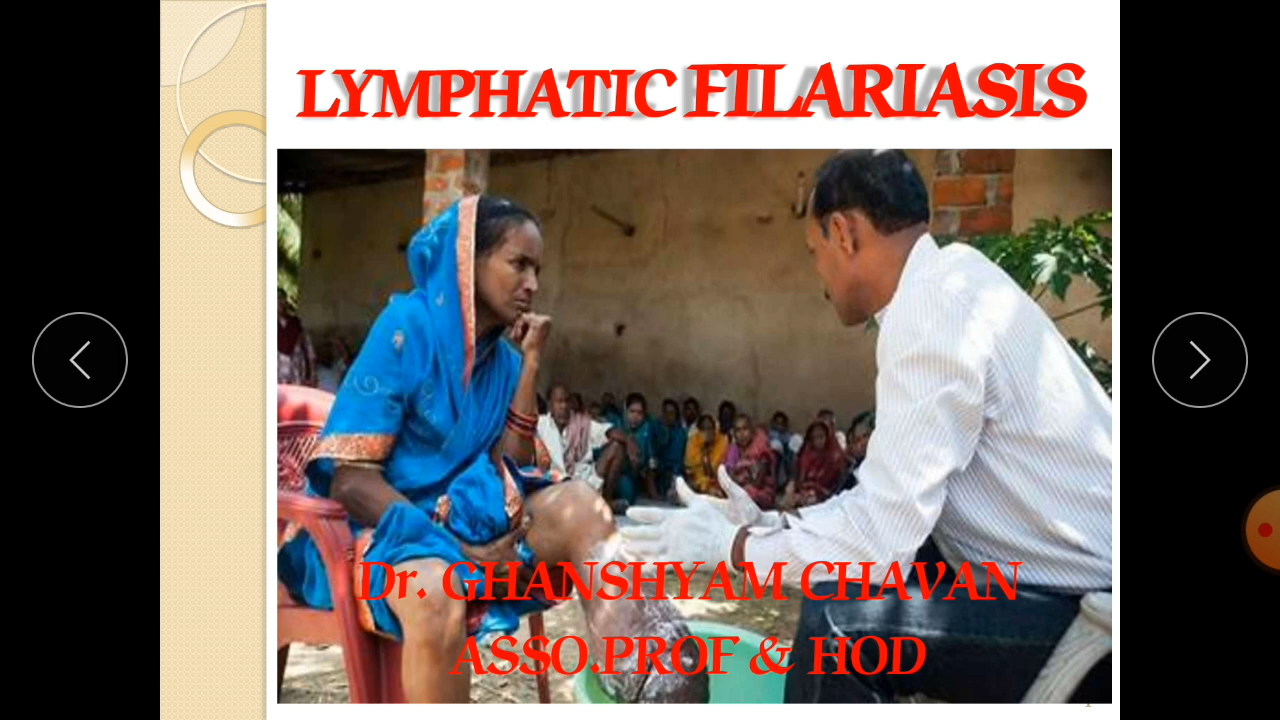 LYMPHATIC FILARIASIS
Dr. GHANSHYAM CHAVAN
ASSO.PROF & HOD